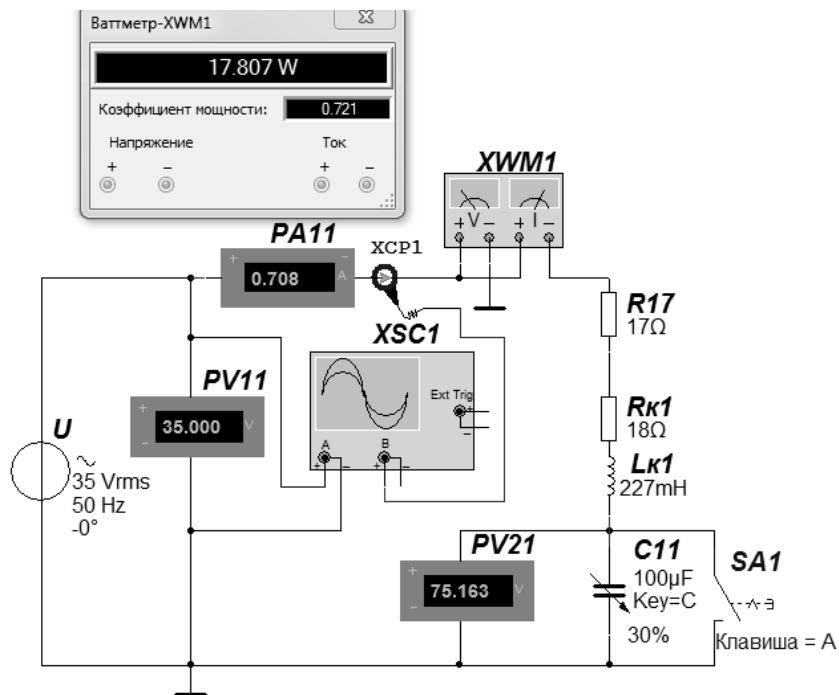 Ваттметр-XWM1
17.807 W
Коэффициент мощности: 0.721
Напряжение Ток
+ − + −
XWM1
+ V − + I −
PA11
+ −
0.708 A
XCP1
R17
17Ω
XSC1
Ext Trig
+
−
A B
+ − + −
PV11
+
35.000 V
−
Rк1
18Ω
Lк1
227mH
U
35 Vrms
50 Hz
-0°
PV21
+
75.163 V
−
C11
100µF
Key=C
30%
SA1
Клавиша = A